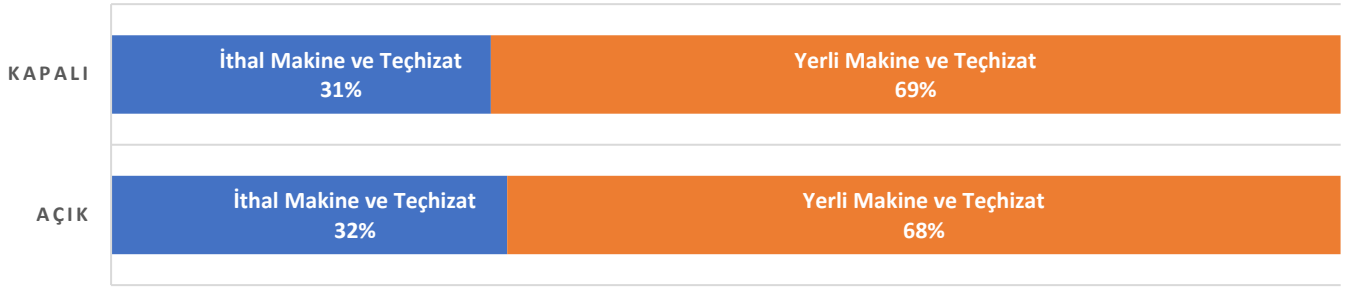 KAPALI
İthal Makine ve Teçhizat
31%
Yerli Makine ve Teçhizat
69%
AÇIK
İthal Makine ve Teçhizat
32%
Yerli Makine ve Teçhizat
68%